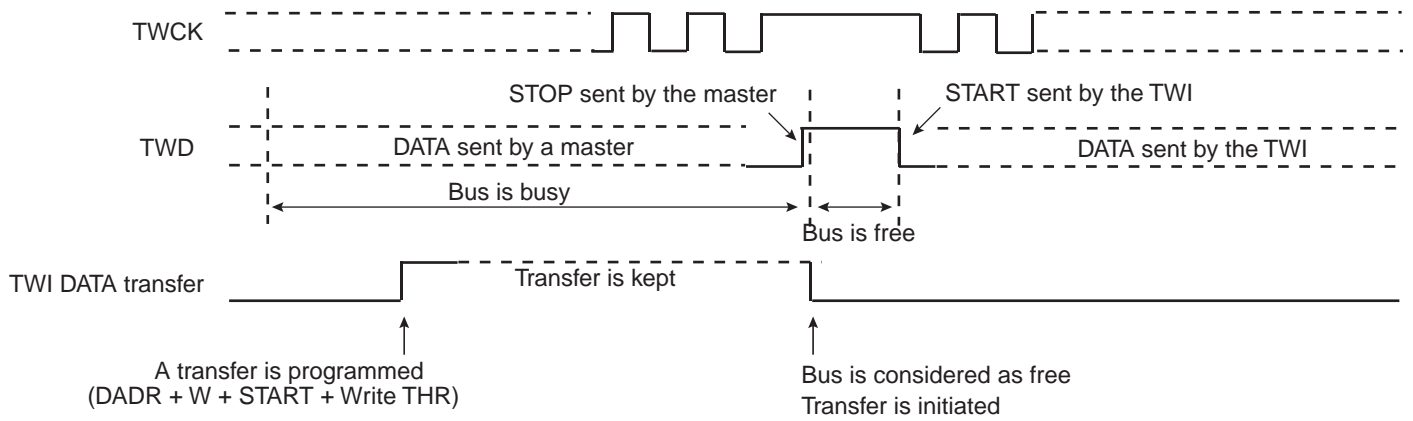 TWCK
STOP sent by the master
START sent by the TWI
TWD
DATA sent by a master
DATA sent by the TWI
Bus is busy
Bus is free
TWI DATA transfer
Transfer is kept
A transfer is programmed
(DADR + W + START + Write THR)
Bus is considered as free
Transfer is initiated